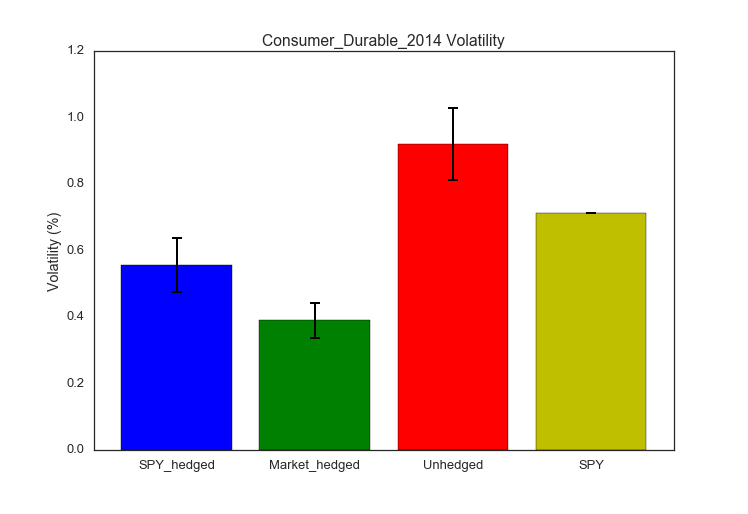 Consumer_Durable_2014 Volatility
Volatility (%)
1.2
1.0
0.8
0.6
0.4
0.2
0.0
SPY_hedged
Market_hedged
Unhedged
SPY